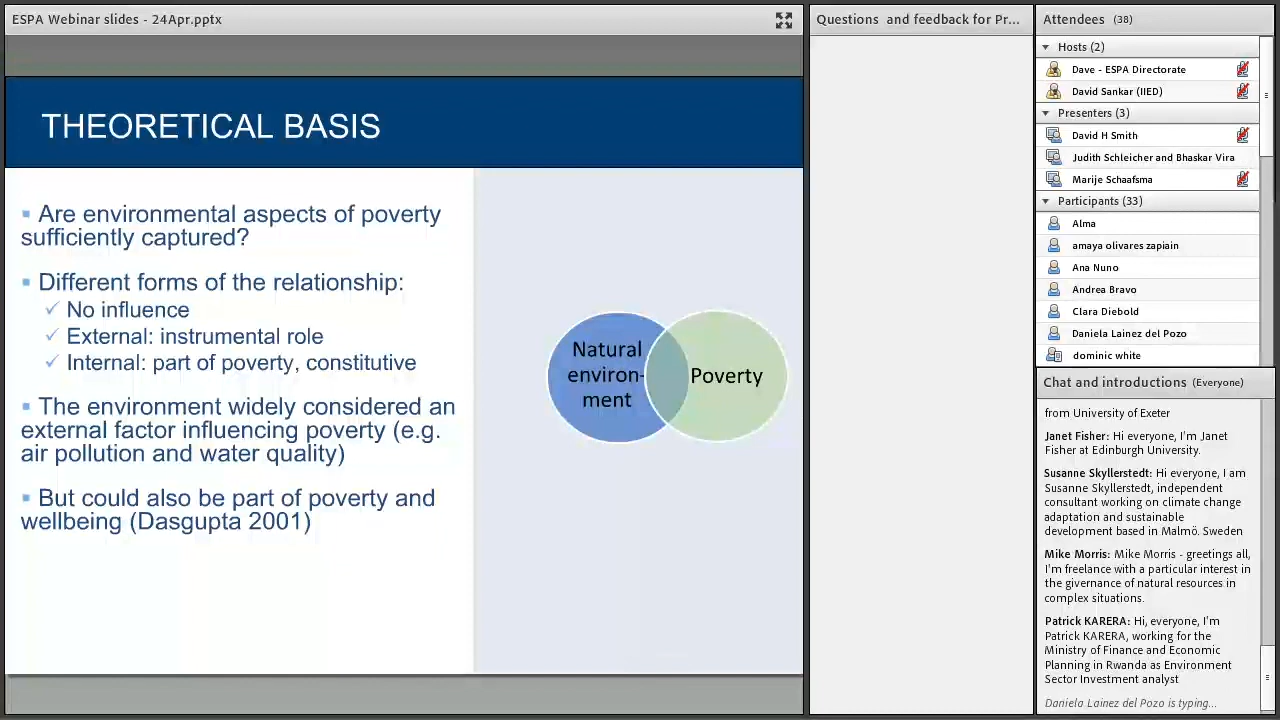 ESPA Webinar slides - 24Apr.pptx
THEORETICAL BASIS
Are environmental aspects of poverty
sufficiently captured?
Different forms of the relationship:
No influence
External: instrumental role
Internal: part of poverty, constitutive
The environment widely considered an
external factor influencing poverty (e.g.
air pollution and water quality)
But could also be part of poverty and
wellbeing (Dasgupta 2001)
Natural
environ-
ment
Poverty
Questions and feedback for Pr...
Attendees (38)
Hosts (2)
Dave - ESPA Directorate
David Sankar (IIED)
Presenters (3)
David H Smith
Judith Schleicher and Bhaskar Vira
Marije Schaafsma
Participants (33)
Alma
amaya olivares zapiain
Ana Nuno
Andrea Bravo
Clara Diebold
Daniela Lainez del Pozo
dominic white
Chat and introductions (Everyone)
from University of Exeter
Janet Fisher: Hi everyone, I'm Janet
Fisher at Edinburgh University.
Susanne Skyllerstedt: Hi everyone, I am
Susanne Skyllerstedt, independent
consultant working on climate change
adaptation and sustainable
development based in Malmö. Sweden
Mike Morris: Mike Morris - greetings all,
I'm freelance with a particular interest in
the givernance of natural resources in
complex situations.
Patrick KARERA: Hi, everyone, I'm
Patrick KARERA, working for the
Ministry of Finance and Economic
Planning in Rwanda as Environment
Sector Investment analyst
Daniela Lainez del Pozo is typing...